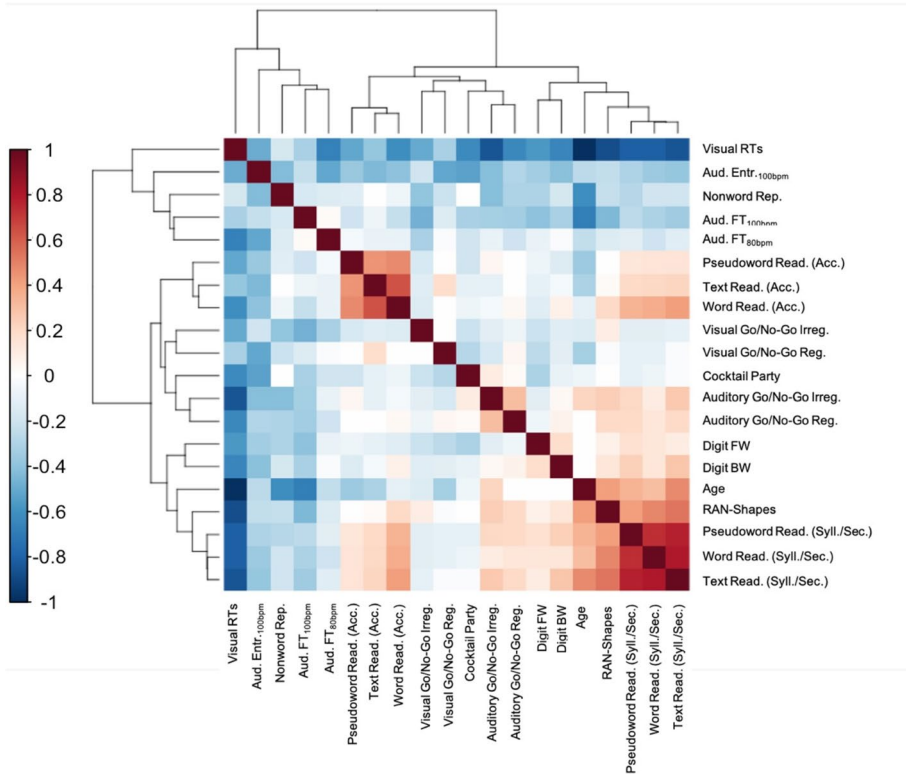 1
0.8
0.6
0.4
0.2
0
-0.2
-0.4
-0.6
-0.8
-1
Visual RTs
Aud. Entr.100bpm
Nonword Rep.
Aud. FT100bpm
Aud. FT80bpm
Pseudoword Read. (Acc.)
Text Read. (Acc.)
Word Read. (Acc.)
Visual Go/No-Go Irreg.
Visual Go/No-Go Reg.
Cocktail Party
Auditory Go/No-Go Irreg.
Auditory Go/No-Go Reg.
Digit FW
Digit BW
Age
RAN-Shapes
Pseudoword Read. (Syll./Sec.)
Word Read. (Syll./Sec.)
Text Read. (Syll./Sec.)
Visual RTs
Aud. Entr.100bpm
Nonword Rep.
Aud. FT100bpm
Aud. FT80bpm
Pseudoword Read. (Acc.)
Text Read. (Acc)
Word Read. (Acc.)
Visual Go/No-Go Irreg.
Visual Go/No-Go Reg.
Cocktail Party
Auditory Go/No-Go Irreg.
Auditory Go/No-Go Reg.
Digit FW
Digit BW
Age
RAN-Shapes
Pseudoword Read. (Syll./Sec.)
Word Read. (Syll./Sec.)
Text Read. (Syll./Sec.)